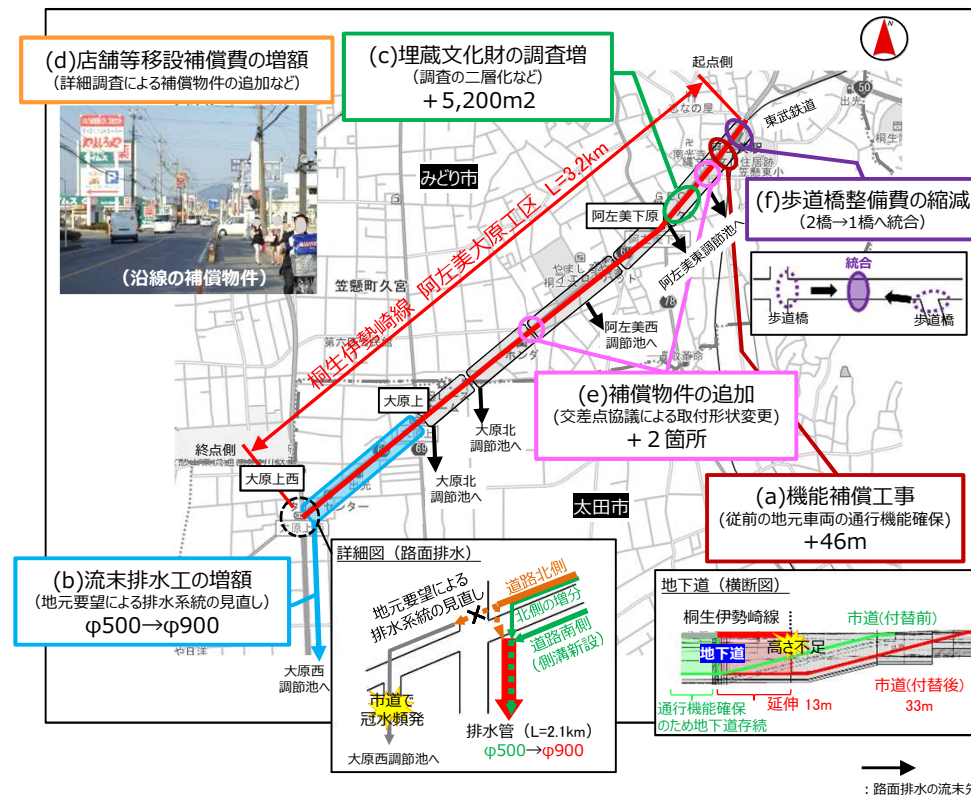 (d)店舗等移設補償費の増額
(詳細調査による補償物件の追加など)
(沿線の補償物件)
(c)埋蔵文化財の調査増
(調査の二層化など)
+5,200m2
起点側
東武鉄道
出光
50
みどり市
桐生伊勢崎線 阿左美大原工区 L=3.2km
阿左美下原
阿左美東調節池へ
(f)歩道橋整備費の縮減
(2橋→1橋へ統合)
統合
歩道橋
歩道橋
笠懸町久宮
阿左美西
調節池へ
78
ホンダ
(e)補償物件の追加
(交差点協議による取付形状変更)
+2箇所
大原上
大原北
調節池へ
69
大原北
調節池へ
終点側
大原上西
出光
センター
太田市
(a)機能補償工事
(従前の地元車両の通行機能確保)
+46m
(b)流末排水工の増額
(地元要望による排水系統の見直し)
φ500→φ900
大原西
調節池へ
詳細図(路面排水)
地元要望による
排水系統の見直し
道路北側
北側の増分
道路南側
(側溝新設)
市道で
冠水頻発
大原西調節池へ
排水管(L=2.1km)
φ500→φ900
地下道(横断図)
桐生伊勢崎線
市道(付替前)
地下道
高さ不足
通行機能確保
のため地下道存続
延伸 13m
市道(付替後)
33m
:路面排水の流末先